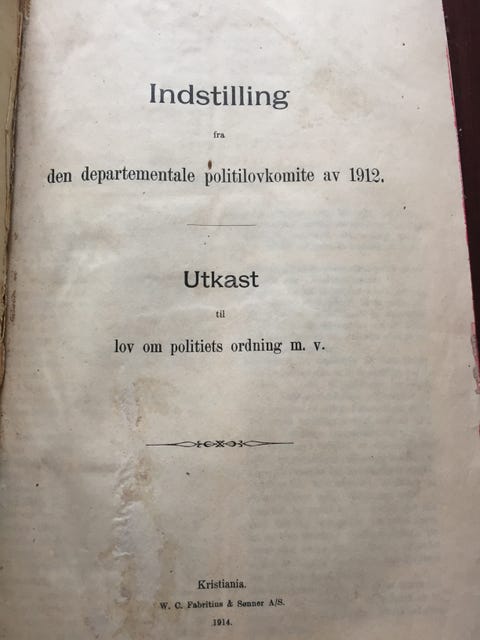 Indstilling
fra
den departementale politilovkomite av 1912.
Utkast
til
lov om politiets ordning m. v.
Kristiania.
W. C. Fabritius & Sønner A/S.
1914.